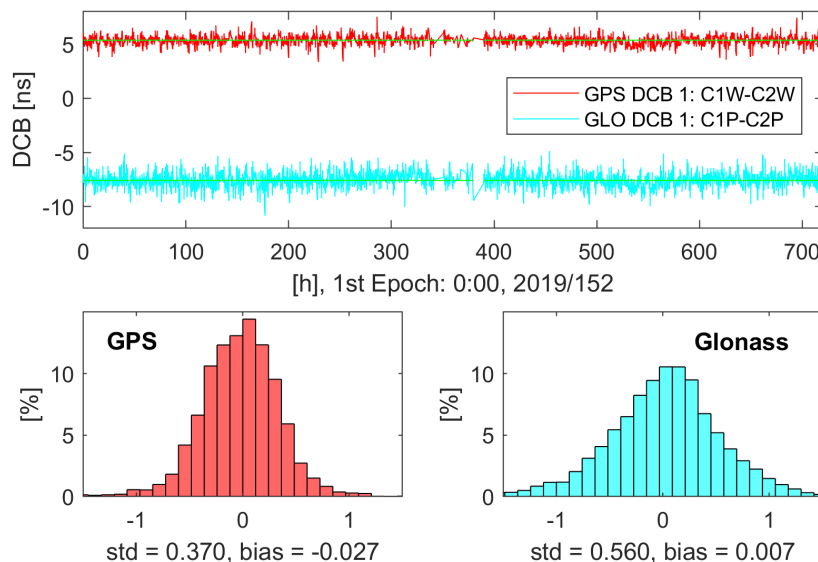 DCB [ns]
5
0
-5
-10
GPS DCB 1: C1W-C2W
GLO DCB 1: C1P-C2P
0 100 200 300 400 500 600 700
[h], 1st Epoch: 0:00, 2019/152
GPS
[%]
10
5
0
-1 0 1
std = 0.370, bias = -0.027
Glonass
[%]
10
5
0
-1 0 1
std = 0.560, bias = 0.007